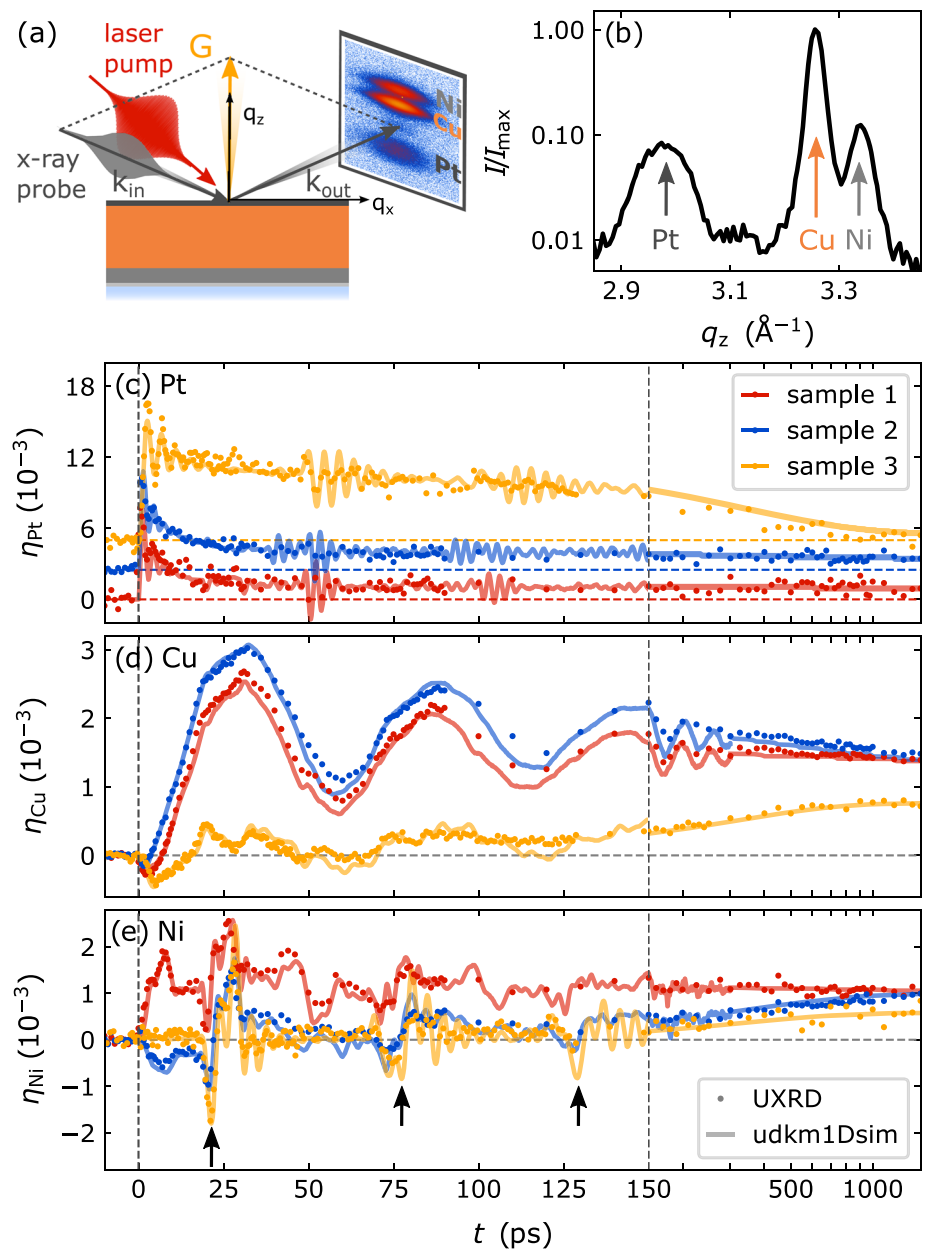 (a)
laser
pump
G
q_z
x-ray
probe
k_in
k_out
q_x
Ni
Cu
Pt
(b)
I/I_max
1.00
0.10
0.01
Pt
Cu
Ni
2.9 3.1 3.3
q_z (Å⁻¹)
(c) Pt
η_Pt (10⁻³)
18
12
6
0
sample 1
sample 2
sample 3
(d) Cu
η_Cu (10⁻³)
3
2
1
0
(e) Ni
η_Ni (10⁻³)
2
1
0
−1
−2
UXRD
udkm1Dsim
0 25 50 75 100 125 150 1000
t (ps)